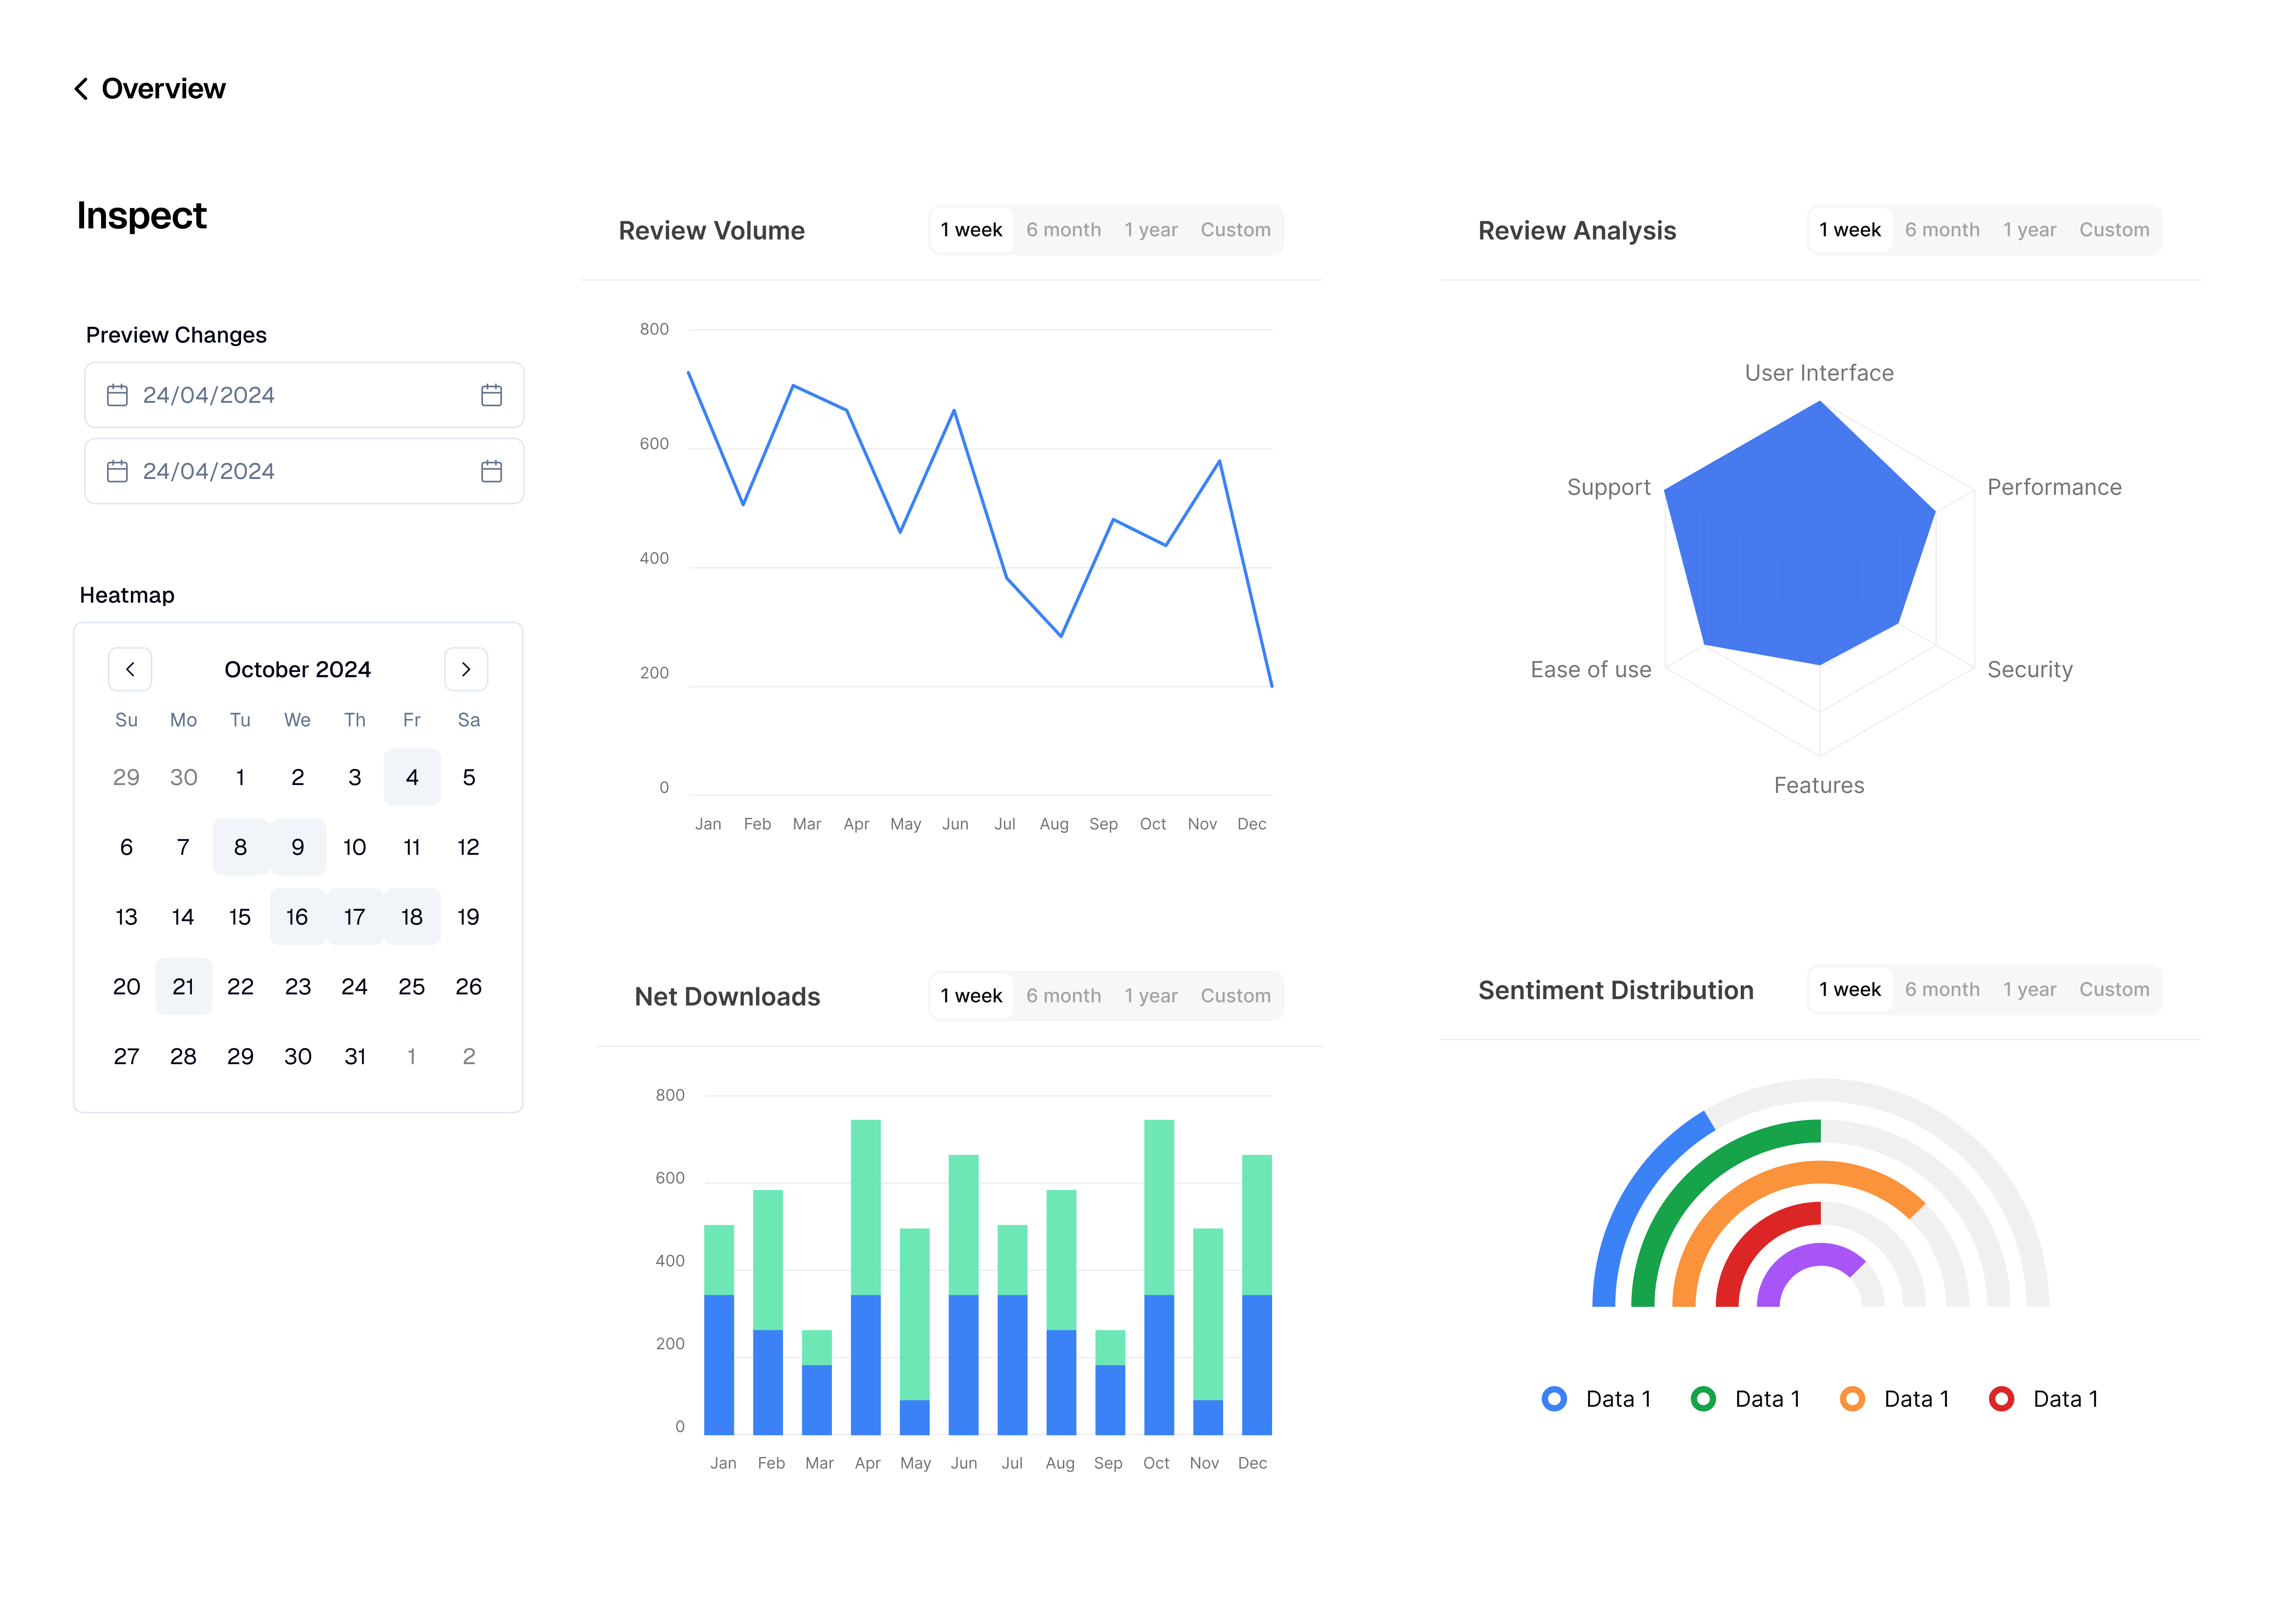 Overview
Inspect
Preview Changes
24/04/2024
24/04/2024
Heatmap
October 2024
Su Mo Tu We Th Fr Sa
29 30 1 2 3 4 5
6 7 8 9 10 11 12
13 14 15 16 17 18 19
20 21 22 23 24 25 26
27 28 29 30 31 1 2
Review Volume
1 week 6 month 1 year Custom
800
600
400
200
0
Jan Feb Mar Apr May Jun Jul Aug Sep Oct Nov Dec
Review Analysis
1 week 6 month 1 year Custom
User Interface
Support
Performance
Ease of use
Security
Features
Net Downloads
1 week 6 month 1 year Custom
800
600
400
200
0
Jan Feb Mar Apr May Jun Jul Aug Sep Oct Nov Dec
Sentiment Distribution
1 week 6 month 1 year Custom
Data 1 Data 1 Data 1 Data 1